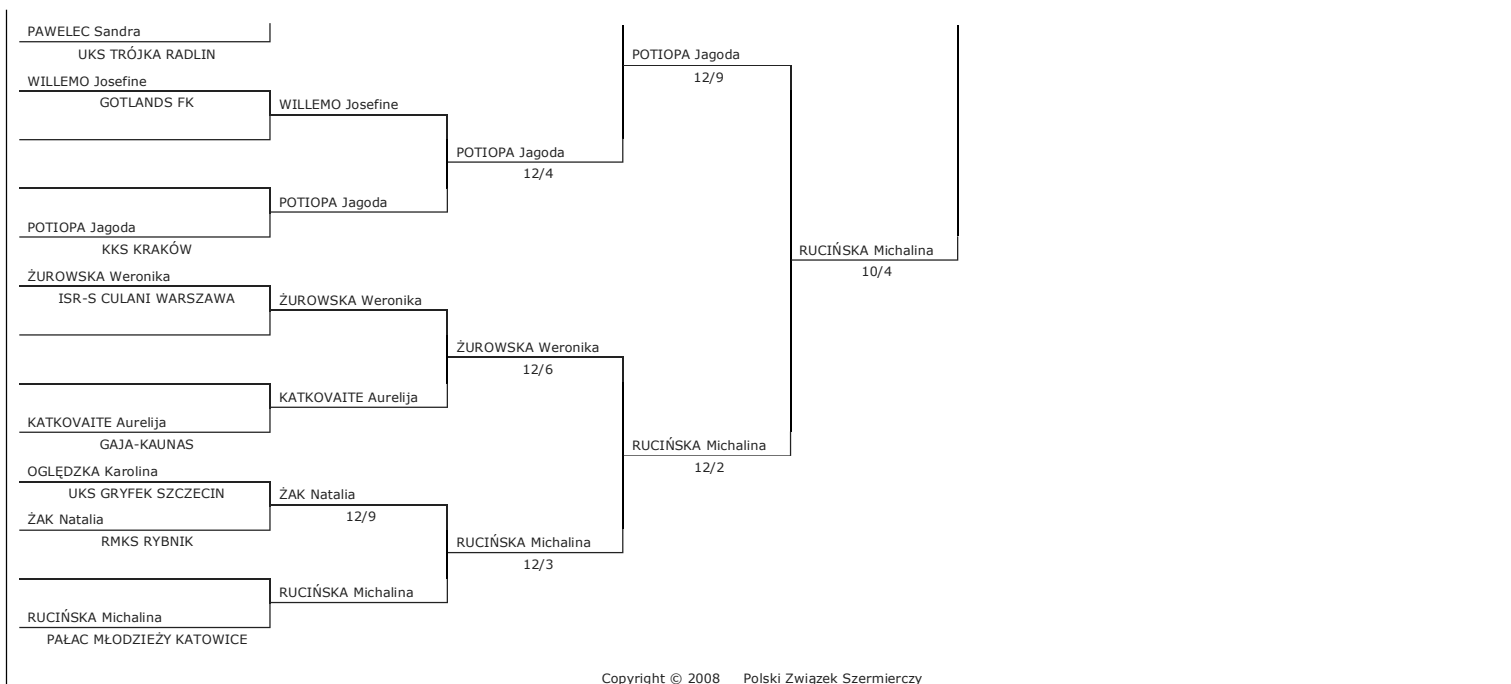 PAWELEC Sandra
UKS TRÓJKA RADLIN
POTIOPA Jagoda
12/9
WILLEMO Josefine
GOTLANDS FK
WILLEMO Josefine
POTIOPA Jagoda
12/4
POTIOPA Jagoda
POTIOPA Jagoda
KKS KRAKÓW
RUCIŃSKA Michalina
10/4
ŻUROWSKA Weronika
ISR-S CULANI WARSZAWA
ŻUROWSKA Weronika
ŻUROWSKA Weronika
12/6
KATKOVAITE Aurelija
KATKOVAITE Aurelija
GAJA-KAUNAS
RUCIŃSKA Michalina
12/2
OGLĘDZKA Karolina
UKS GRYFEK SZCZECIN
ŻAK Natalia
12/9
ŻAK Natalia
RMKS RYBNIK
RUCIŃSKA Michalina
12/3
RUCIŃSKA Michalina
RUCIŃSKA Michalina
PAŁAC MŁODZIEŻY KATOWICE
Copyright © 2008 Polski Związek Szermierczy